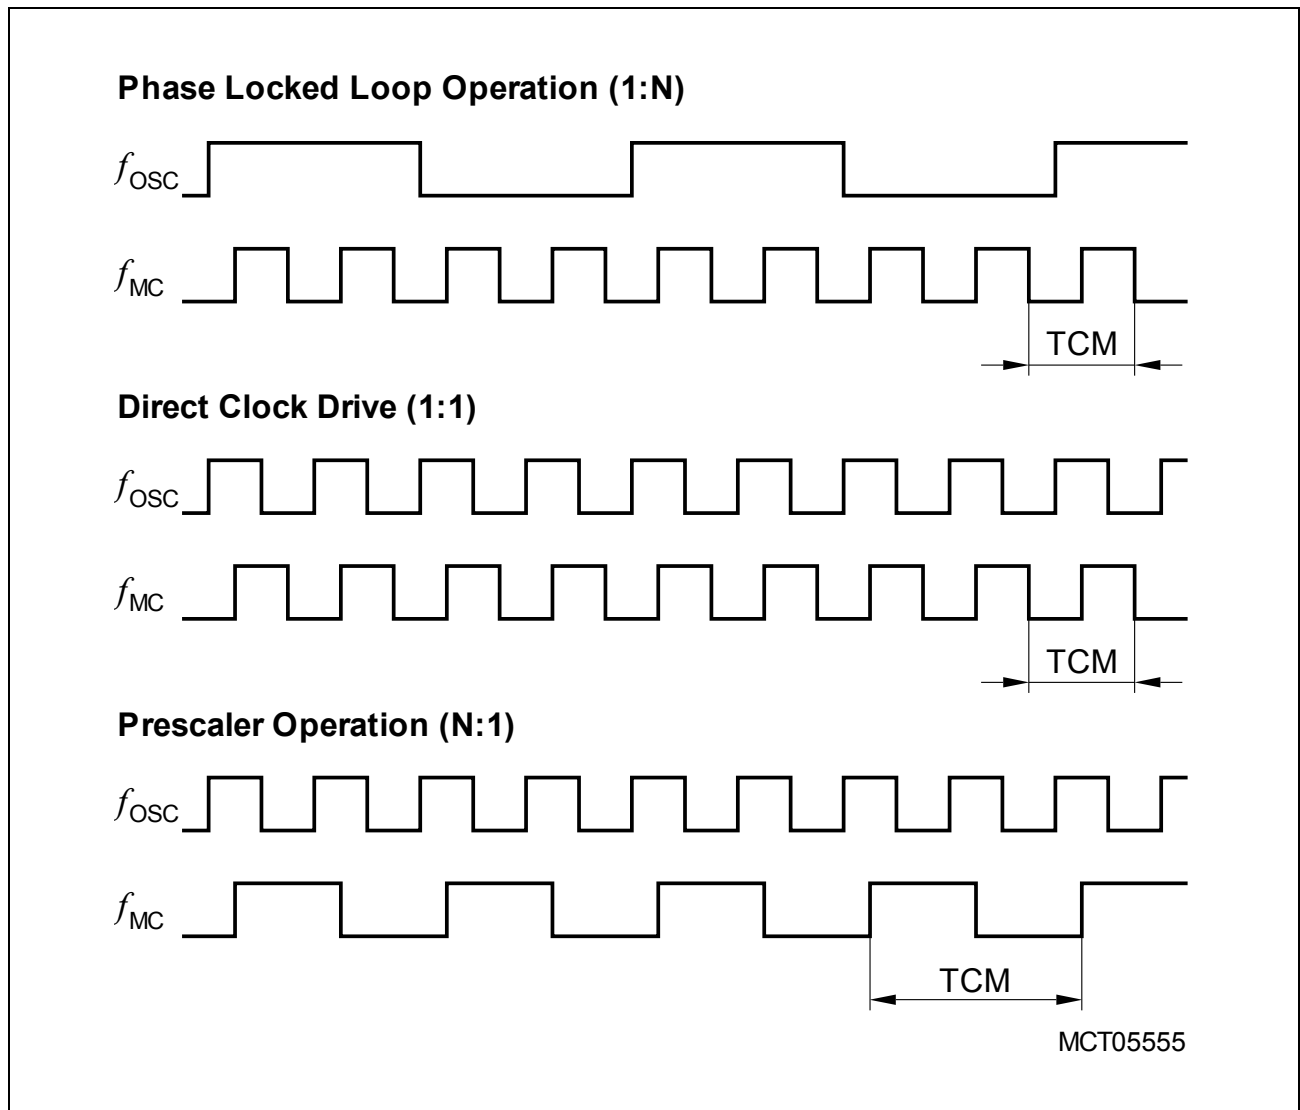 Phase Locked Loop Operation (1:N)
fOSC
fMC
TCM
Direct Clock Drive (1:1)
fOSC
fMC
TCM
Prescaler Operation (N:1)
fOSC
fMC
TCM
MCT05555